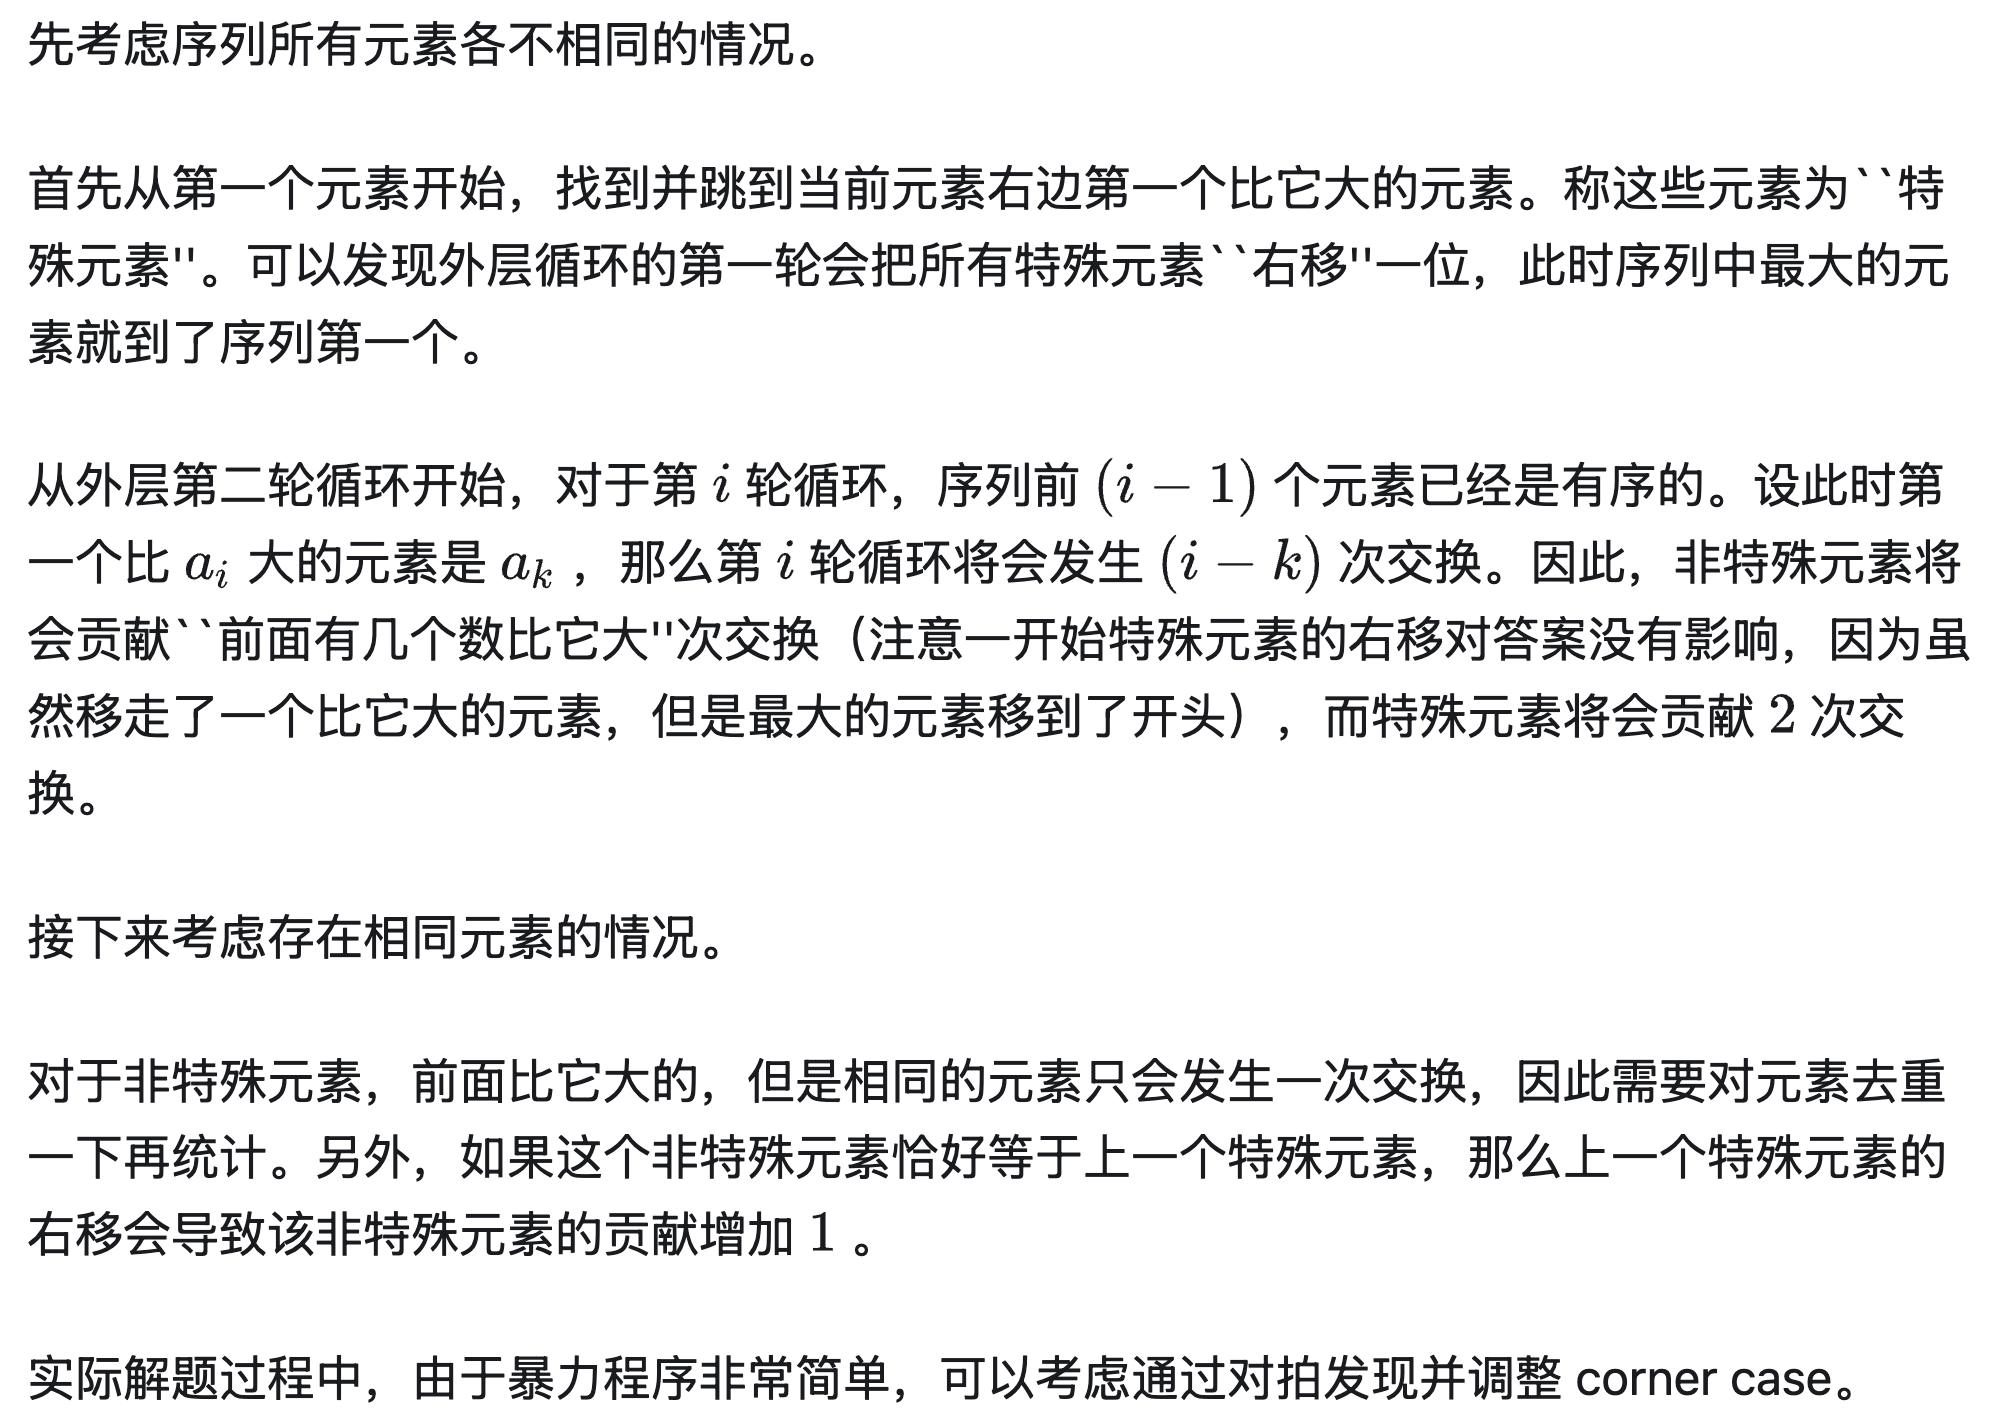 先考虑序列所有元素各不相同的情况。
首先从第一个元素开始，找到并跳到当前元素右边第一个比它大的元素。称这些元素为``特
殊元素''。可以发现外层循环的第一轮会把所有特殊元素``右移''一位，此时序列中最大的元
素就到了序列第一个。
从外层第二轮循环开始，对于第 i 轮循环，序列前 (i − 1) 个元素已经是有序的。设此时第
一个比 a_i 大的元素是 a_k ，那么第 i 轮循环将会发生 (i − k) 次交换。因此，非特殊元素将
会贡献``前面有几个数比它大''次交换（注意一开始特殊元素的右移对答案没有影响，因为虽
然移走了一个比它大的元素，但是最大的元素移到了开头），而特殊元素将会贡献 2 次交
换。
接下来考虑存在相同元素的情况。
对于非特殊元素，前面比它大的，但是相同的元素只会发生一次交换，因此需要对元素去重
一下再统计。另外，如果这个非特殊元素恰好等于上一个特殊元素，那么上一个特殊元素的
右移会导致该非特殊元素的贡献增加 1 。
实际解题过程中，由于暴力程序非常简单，可以考虑通过对拍发现并调整 corner case。